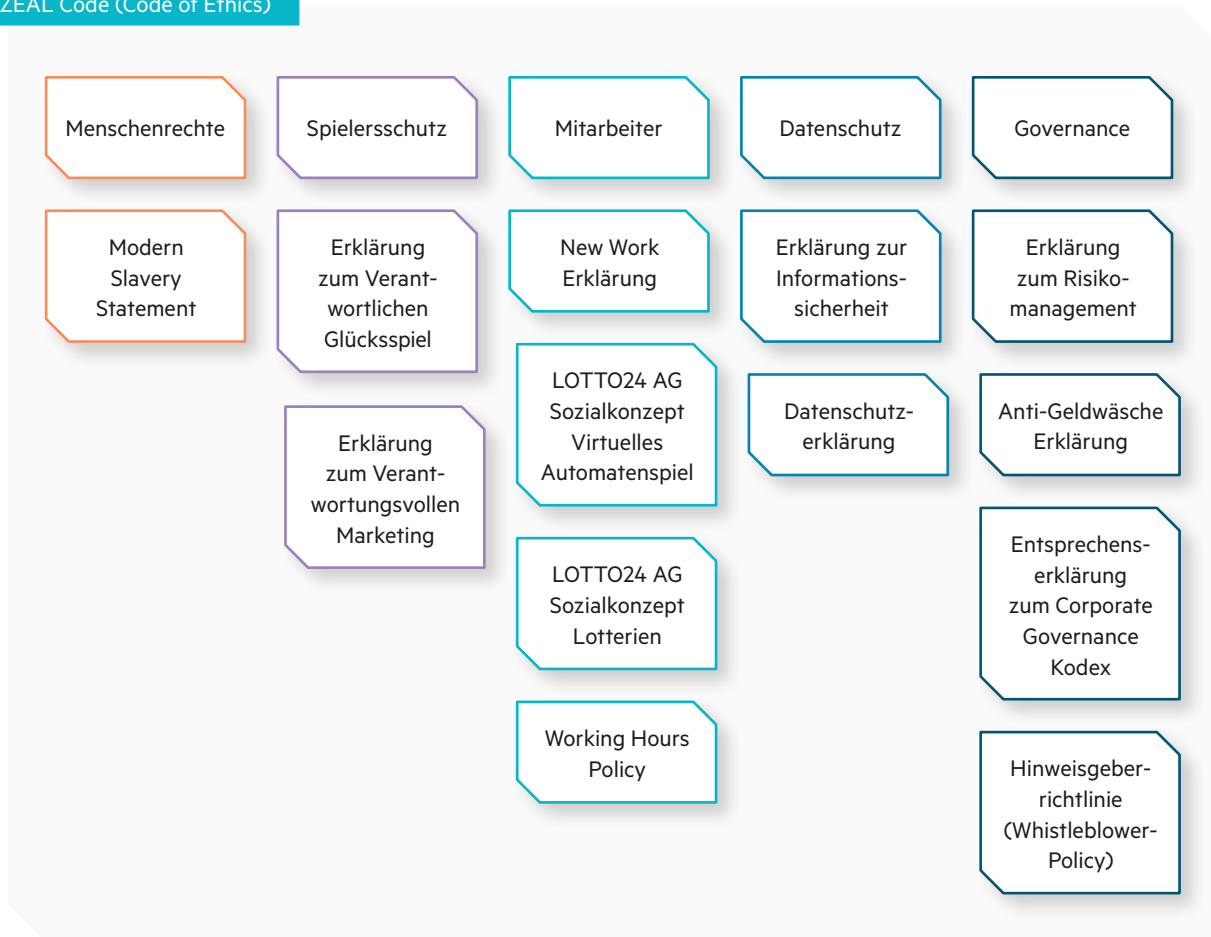 ZEAL Code (Code of Ethics)
Menschenrechte
Spielersschutz
Mitarbeiter
Datenschutz
Governance
Modern
Slavery
Statement
Erklärung
zum Verant-
wortlichen
Glücksspiel
Erklärung
zum Verant-
wortungsvollen
Marketing
New Work
Erklärung
LOTTO24 AG
Sozialkonzept
Virtuelles
Automatenspiel
LOTTO24 AG
Sozialkonzept
Lotterien
Working Hours
Policy
Erklärung zur
Informations-
sicherheit
Datenschutz-
erklärung
Erklärung
zum Risiko-
management
Anti-Geldwäsche
Erklärung
Entsprechens-
erklärung
zum Corporate
Governance
Kodex
Hinweisgeber-
richtlinie
(Whistleblower-
Policy)